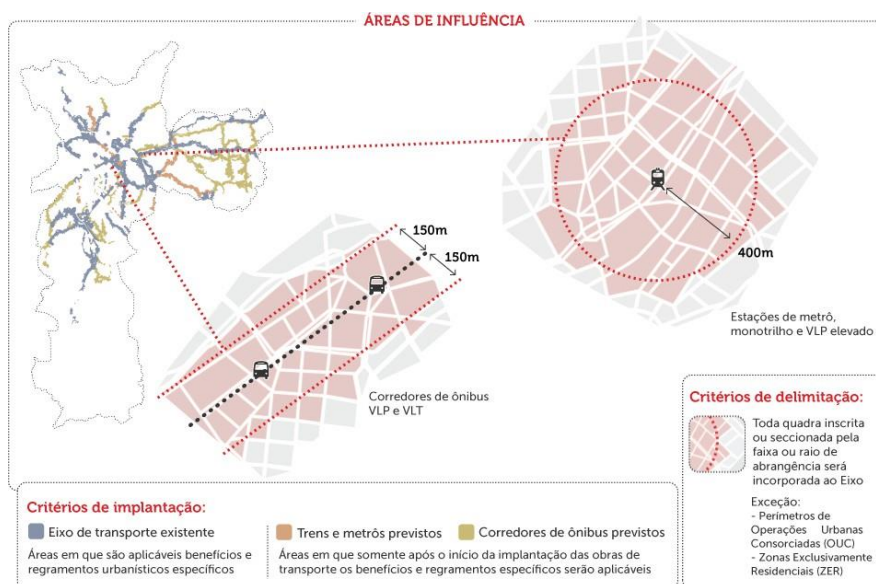 ÁREAS DE INFLUÊNCIA
150m
150m
400m
Estações de metrô,
monotrilho e VLP elevado
Corredores de ônibus
VLP e VLT
Critérios de delimitação:
Toda quadra inscrita
ou seccionada pela
faixa ou raio de
abrangência será
incorporada ao Eixo
Exceção:
- Perímetros de
Operações Urbanas
Consorciadas (OUC)
- Zonas Exclusivamente
Residenciais (ZER)
Critérios de implantação:
Eixo de transporte existente
Áreas em que são aplicáveis benefícios e
regramentos urbanísticos específicos
Trens e metrôs previstos
Corredores de ônibus previstos
Áreas em que somente após o início da implantação das obras de
transporte os benefícios e regramentos específicos serão aplicáveis